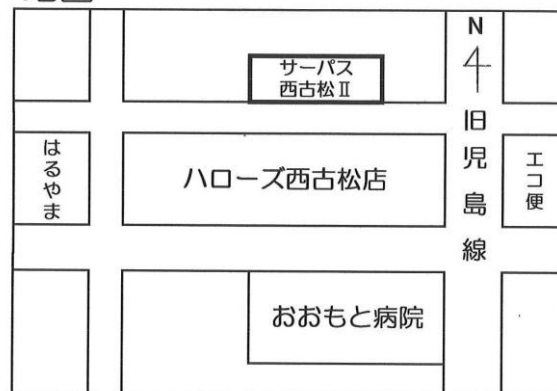 N
サーパス
西古松Ⅱ
旧児島線
はるやま
ハローズ西古松店
エコ便
おおもと病院